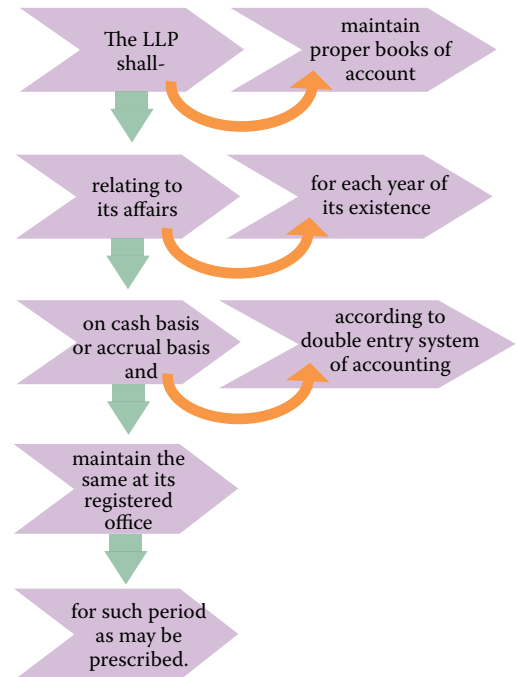 The LLP
shall-
maintain
proper books of
account
relating to
its affairs
for each year of
its existence
on cash basis
or accrual basis
and
according to
double entry system
of accounting
maintain the
same at its
registered
office
for such period
as may be
prescribed.